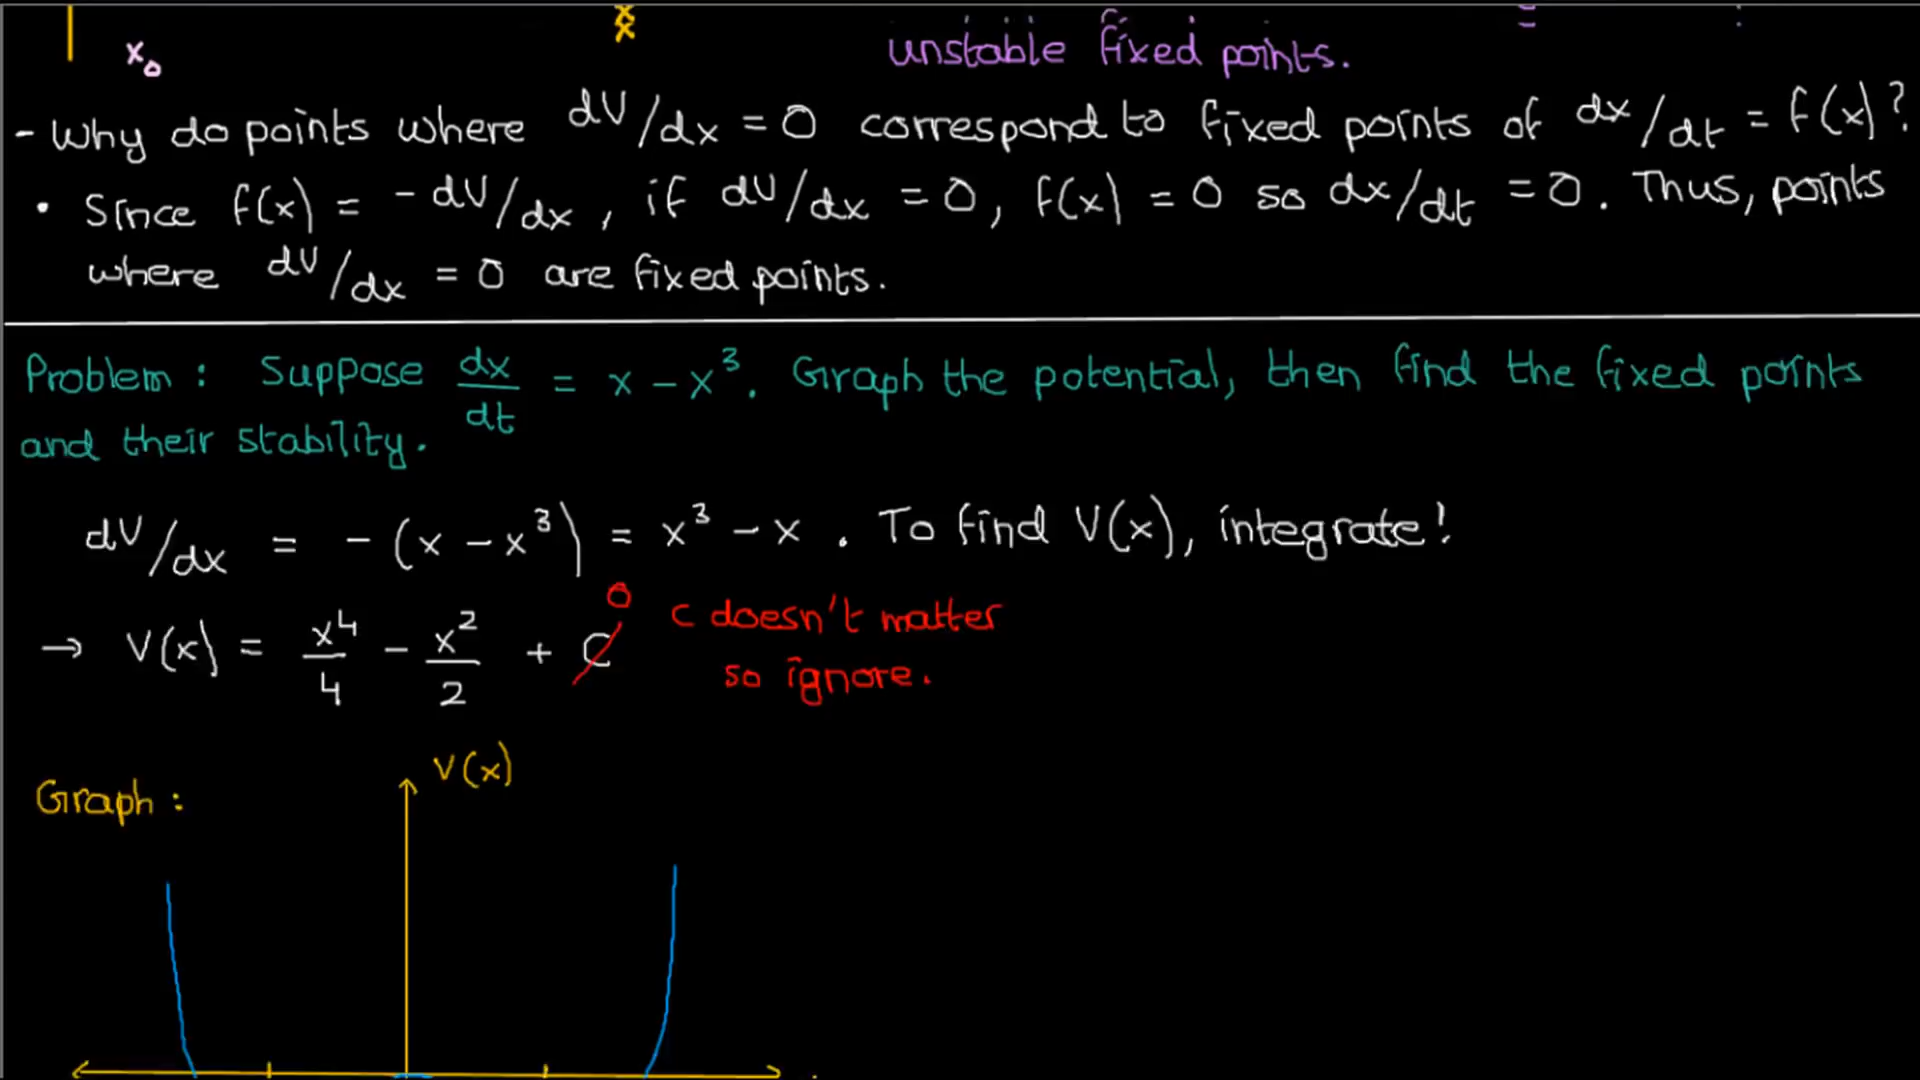 x₀
unstable fixed points.
- Why do points where dV/dx = 0 correspond to fixed points of dx/dt = f(x)?
• Since f(x) = -dV/dx, if dV/dx = 0, f(x) = 0 so dx/dt = 0. Thus, points
where dV/dx = 0 are fixed points.
Problem: Suppose dx/dt = x - x³. Graph the potential, then find the fixed points
and their stability.
dV/dx = -(x - x³) = x³ - x. To find V(x), integrate!
0 C doesn't matter
→ V(x) = x⁴/4 - x²/2 + C
so ignore.
V(x)
Graph: